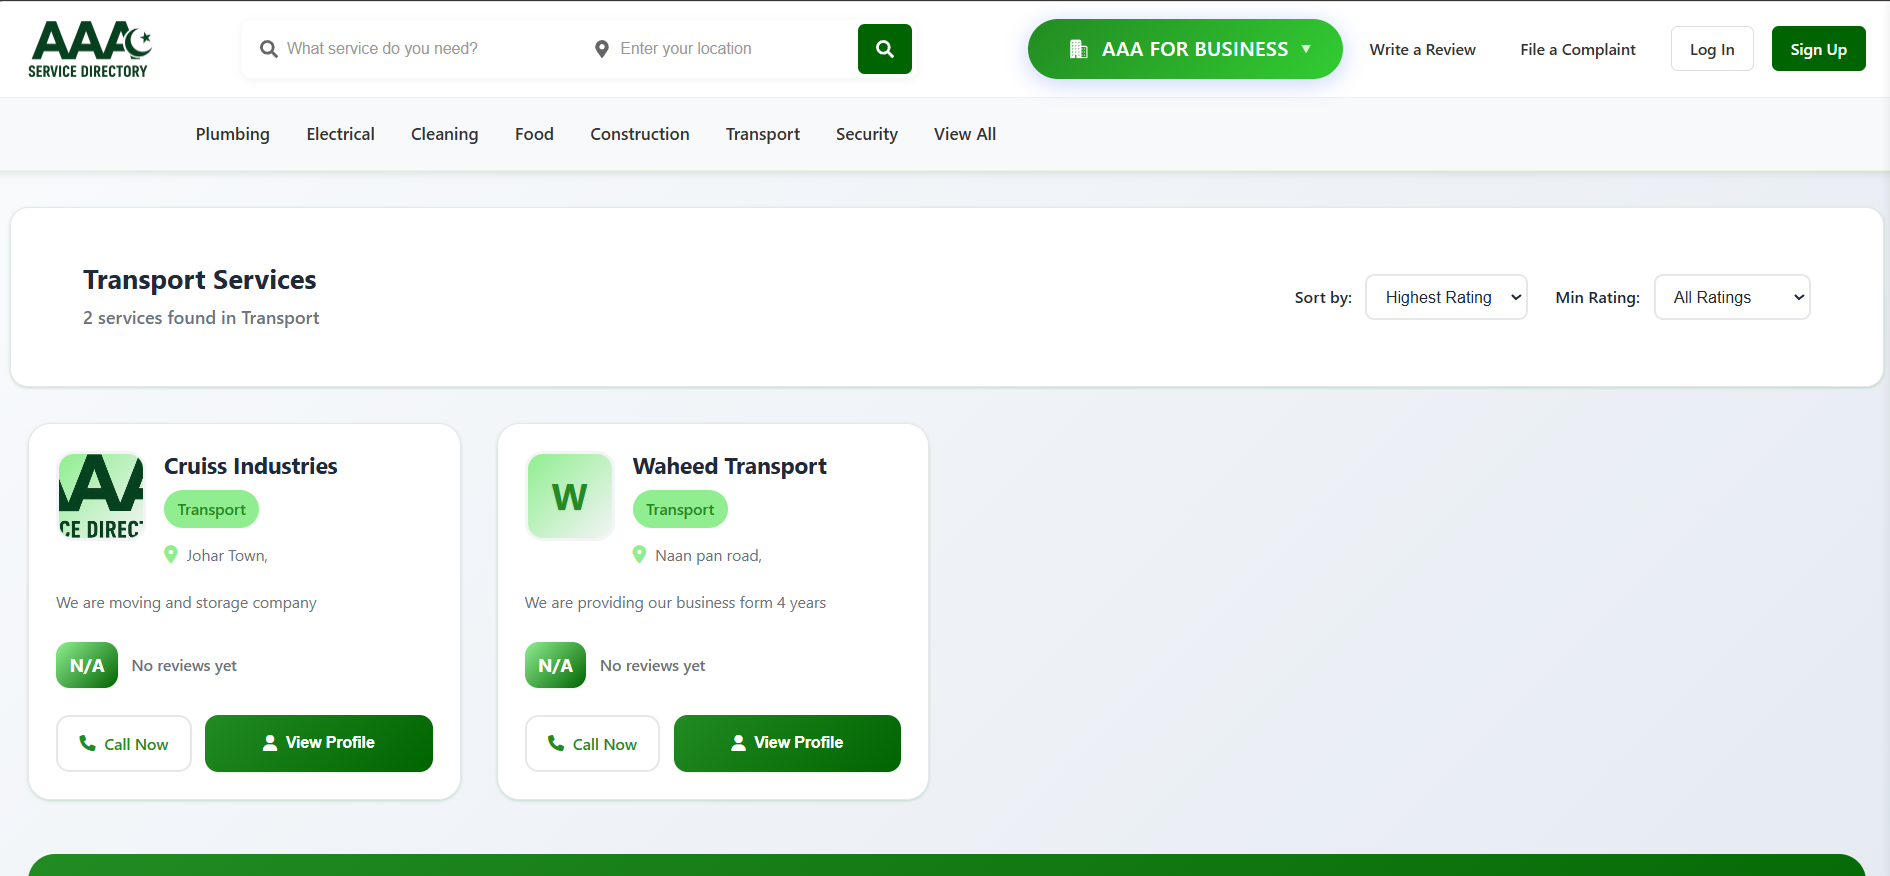 AAA
SERVICE DIRECTORY
What service do you need?
Enter your location
AAA FOR BUSINESS
Write a Review
File a Complaint
Log In
Sign Up
Plumbing
Electrical
Cleaning
Food
Construction
Transport
Security
View All
Transport Services
2 services found in Transport
Sort by:
Highest Rating
Min Rating:
All Ratings
AAA
CE DIREC
Cruiss Industries
Transport
Johar Town,
We are moving and storage company
N/A
No reviews yet
Call Now
View Profile
W
Waheed Transport
Transport
Naan pan road,
We are providing our business form 4 years
N/A
No reviews yet
Call Now
View Profile